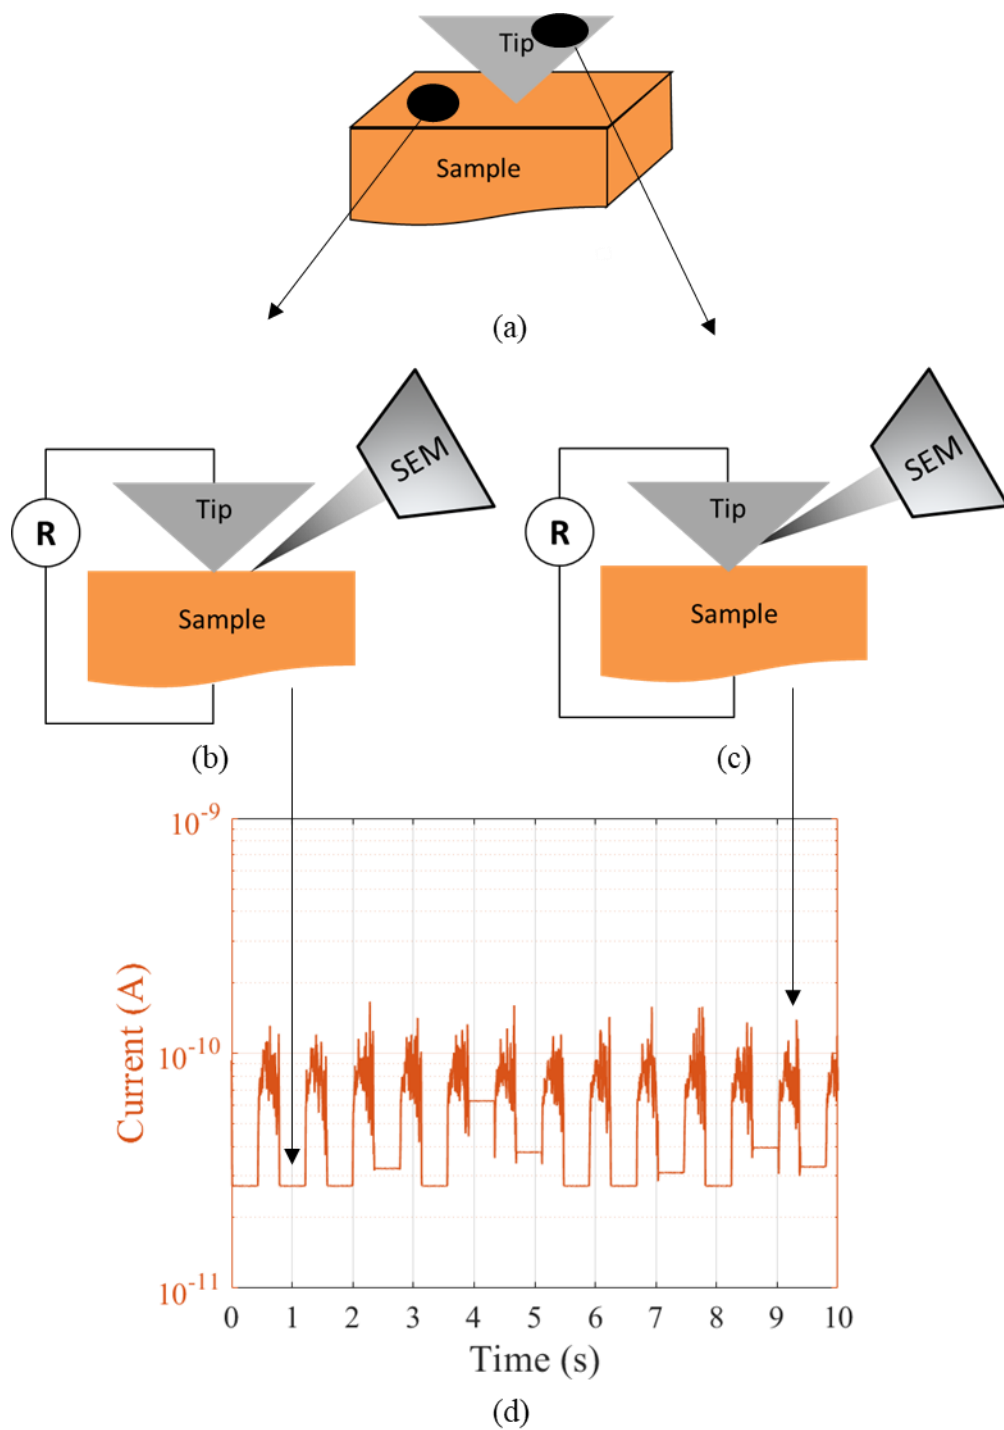 Tip
Sample
(a)
SEM
SEM
Tip
Tip
R
R
Sample
Sample
(b)
(c)
10^-9
10^-10
10^-11
Current (A)
0 1 2 3 4 5 6 7 8 9 10
Time (s)
(d)